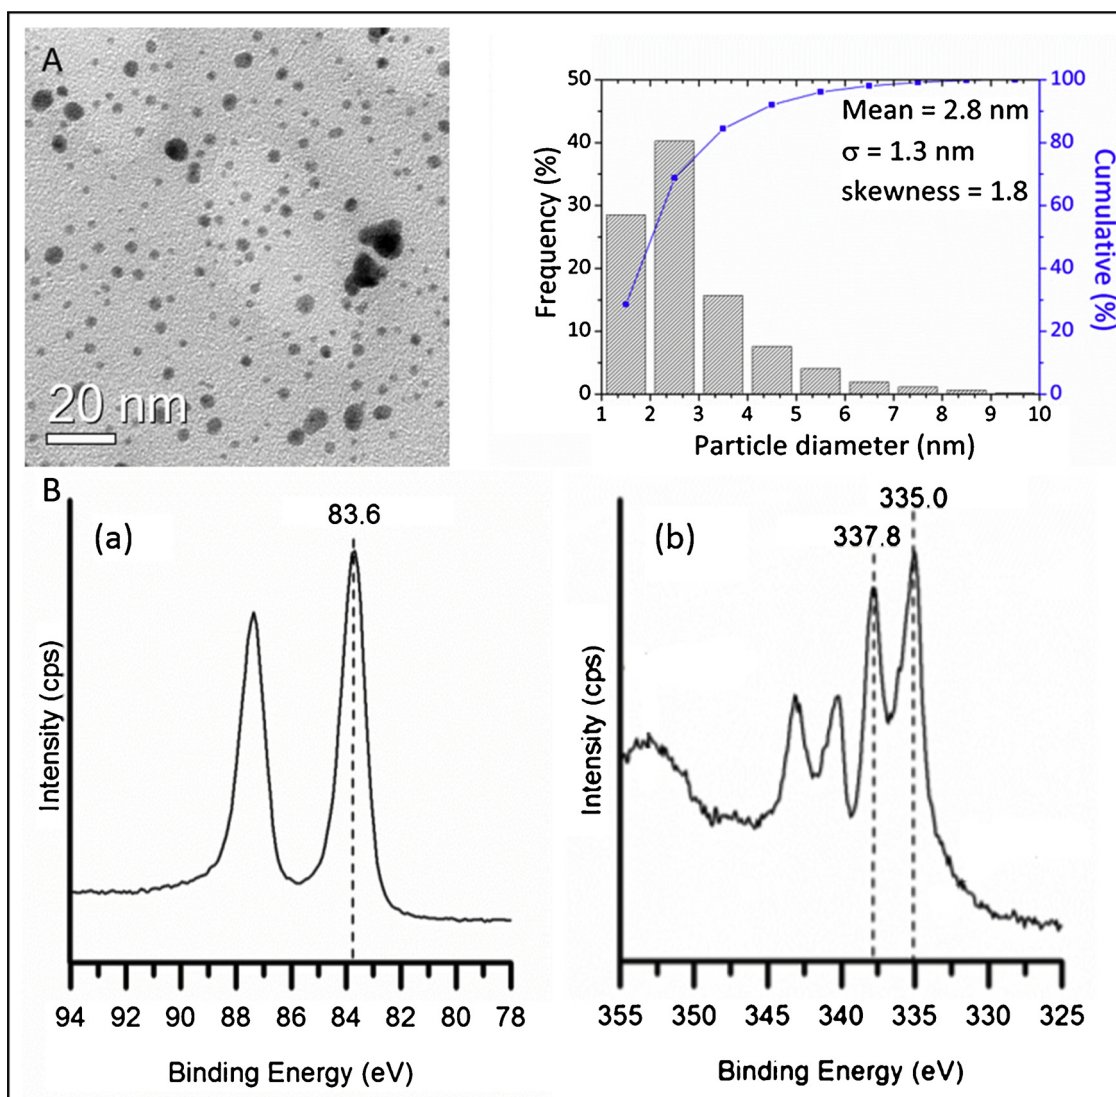 A
20 nm
50
40
30
20
10
0
Frequency (%)
Mean = 2.8 nm
σ = 1.3 nm
skewness = 1.8
100
80
60
40
20
0
Cumulative (%)
1 2 3 4 5 6 7 8 9 10
Particle diameter (nm)
B
(a)
83.6
Intensity (cps)
94 92 90 88 86 84 82 80 78
Binding Energy (eV)
(b)
335.0
337.8
Intensity (cps)
355 350 345 340 335 330 325
Binding Energy (eV)